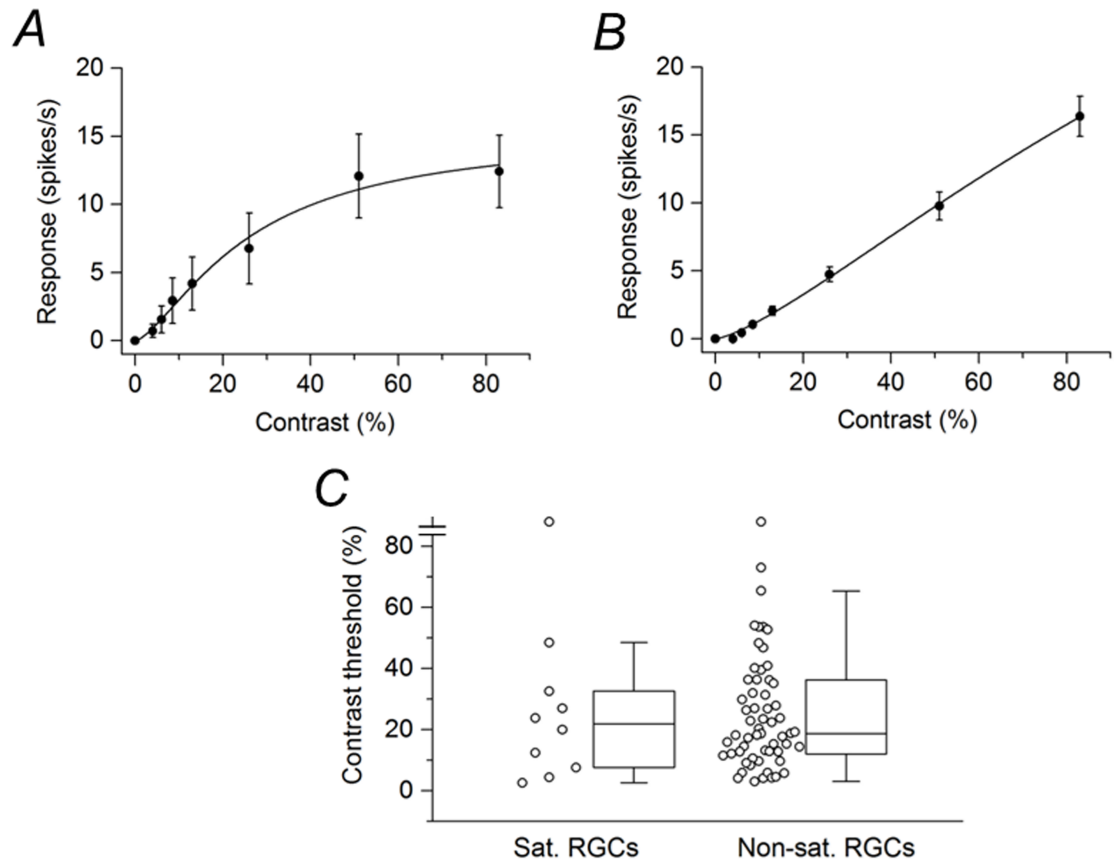 A
B
20
15
10
5
0
Response (spikes/s)
0 20 40 60 80
Contrast (%)
20
15
10
5
0
Response (spikes/s)
0 20 40 60 80
Contrast (%)
C
80
60
40
20
0
Contrast threshold (%)
Sat. RGCs Non-sat. RGCs